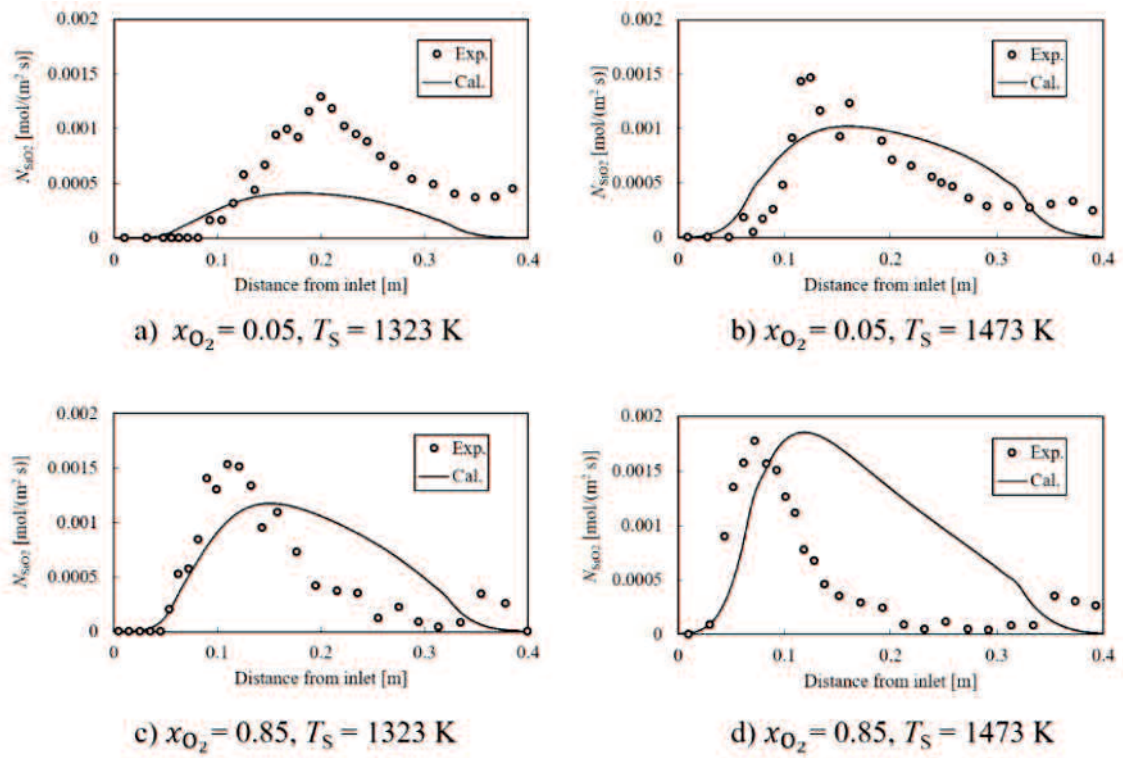 0.002
0.0015
0.001
0.0005
0
N_SiO2 [mol/(m² s)]
Exp.
Cal.
0 0.1 0.2 0.3 0.4
Distance from inlet [m]
a) x_O₂ = 0.05, T_S = 1323 K
0.002
0.0015
0.001
0.0005
0
N_SiO2 [mol/(m² s)]
Exp.
Cal.
0 0.1 0.2 0.3 0.4
Distance from inlet [m]
b) x_O₂ = 0.05, T_S = 1473 K
0.002
0.0015
0.001
0.0005
0
N_SiO2 [mol/(m² s)]
Exp.
Cal.
0 0.1 0.2 0.3 0.4
Distance from inlet [m]
c) x_O₂ = 0.85, T_S = 1323 K
0.002
0.0015
0.001
0.0005
0
N_SiO2 [mol/(m² s)]
Exp.
Cal.
0 0.1 0.2 0.3 0.4
Distance from inlet [m]
d) x_O₂ = 0.85, T_S = 1473 K